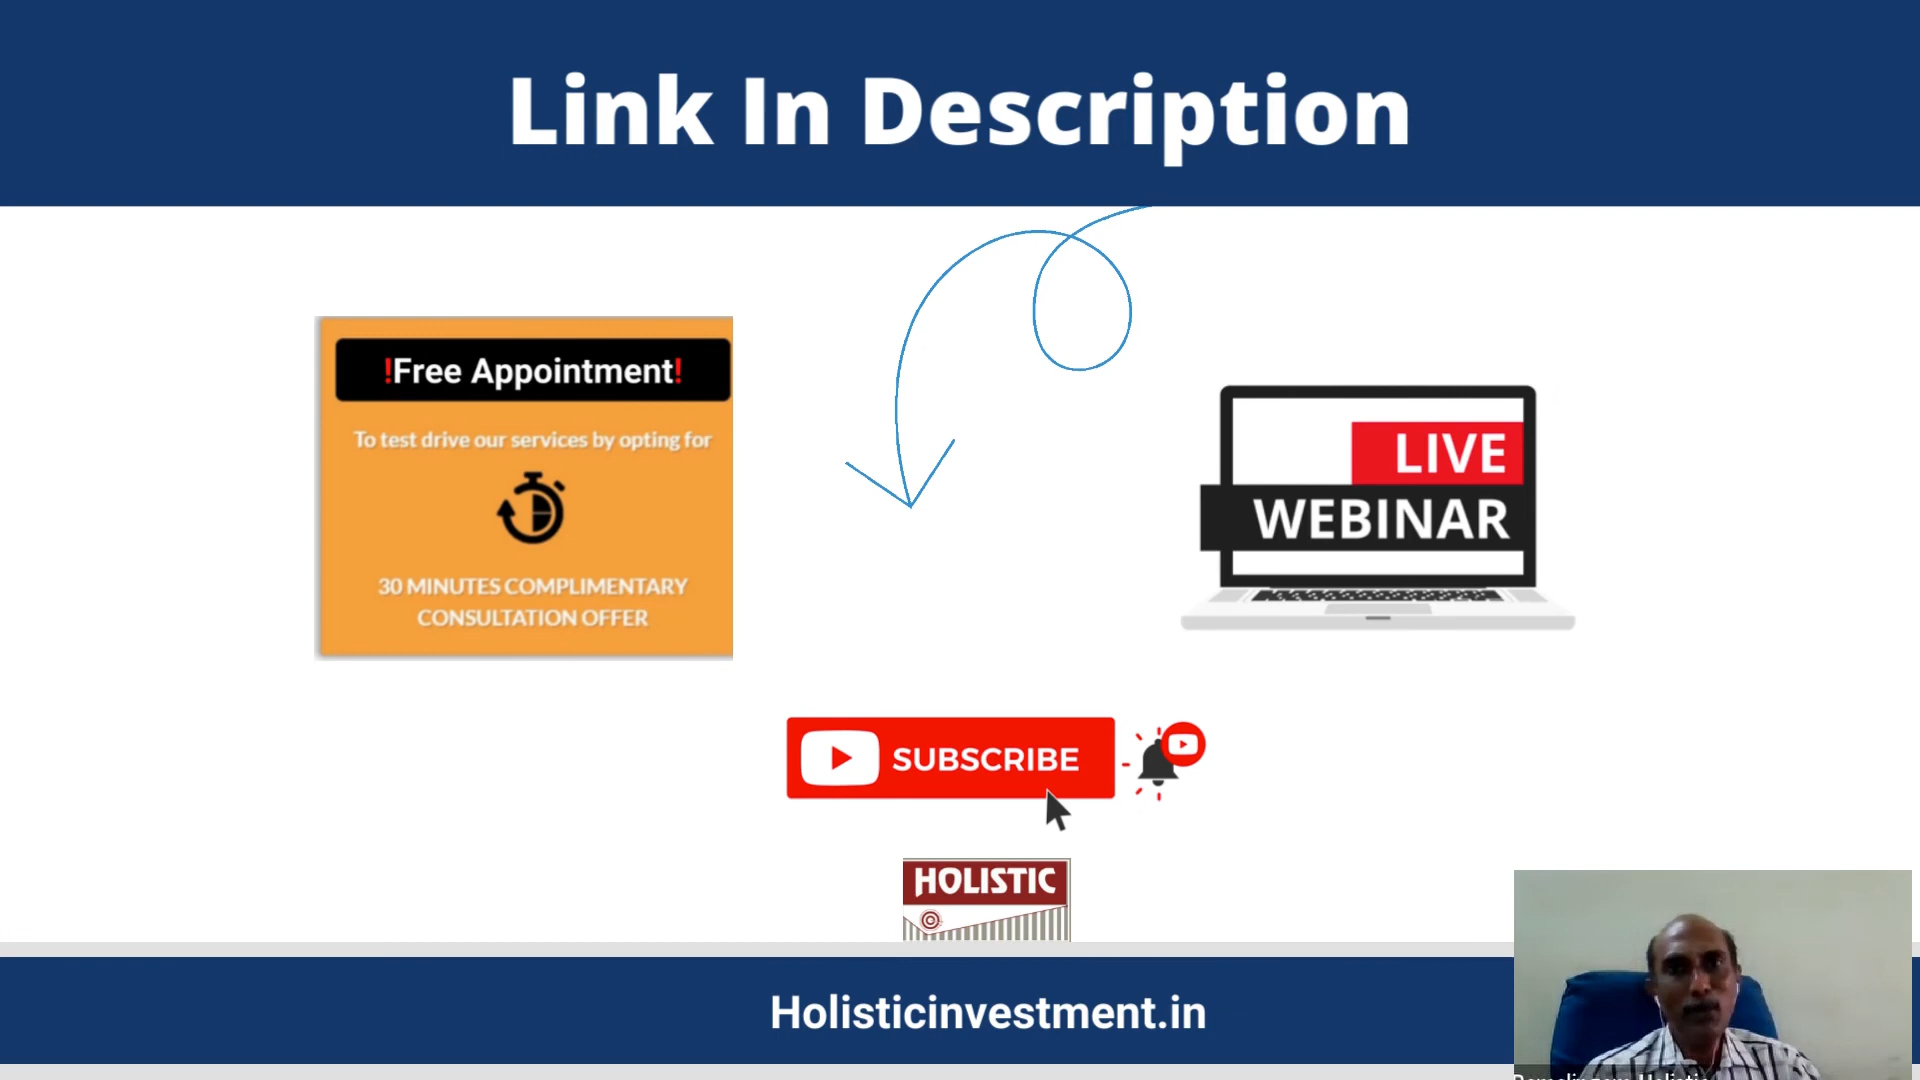 Link In Description
!Free Appointment!
To test drive our services by opting for
30 MINUTES COMPLIMENTARY
CONSULTATION OFFER
LIVE
WEBINAR
SUBSCRIBE
HOLISTIC
Holisticinvestment.in